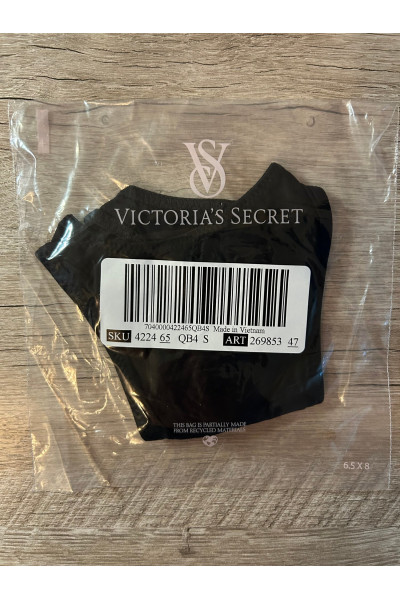 VS
VICTORIA'S SECRET
7040000422465QB4S Made in Vietnam
SKU 4224 65 QB4 S ART 269853 47
THIS BAG IS PARTIALLY MADE
FROM RECYCLED MATERIALS
6.5 X 8